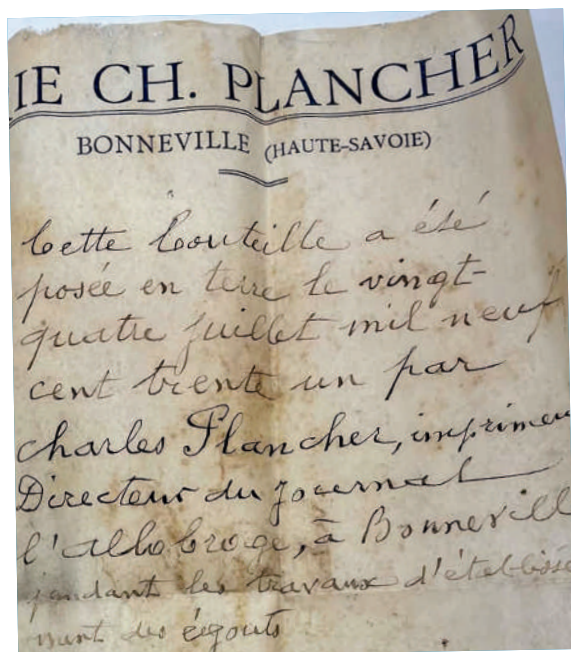 IE CH. PLANCHER
BONNEVILLE (HAUTE-SAVOIE)
Cette bouteille a été
posée en terre le vingt-
quatre juillet mil neuf
cent trente un par
Charles Plancher, imprimeu
Directeur du journal
l'allobroge, à Bonnevill
pendant les travaux d'établisse
ment des égouts